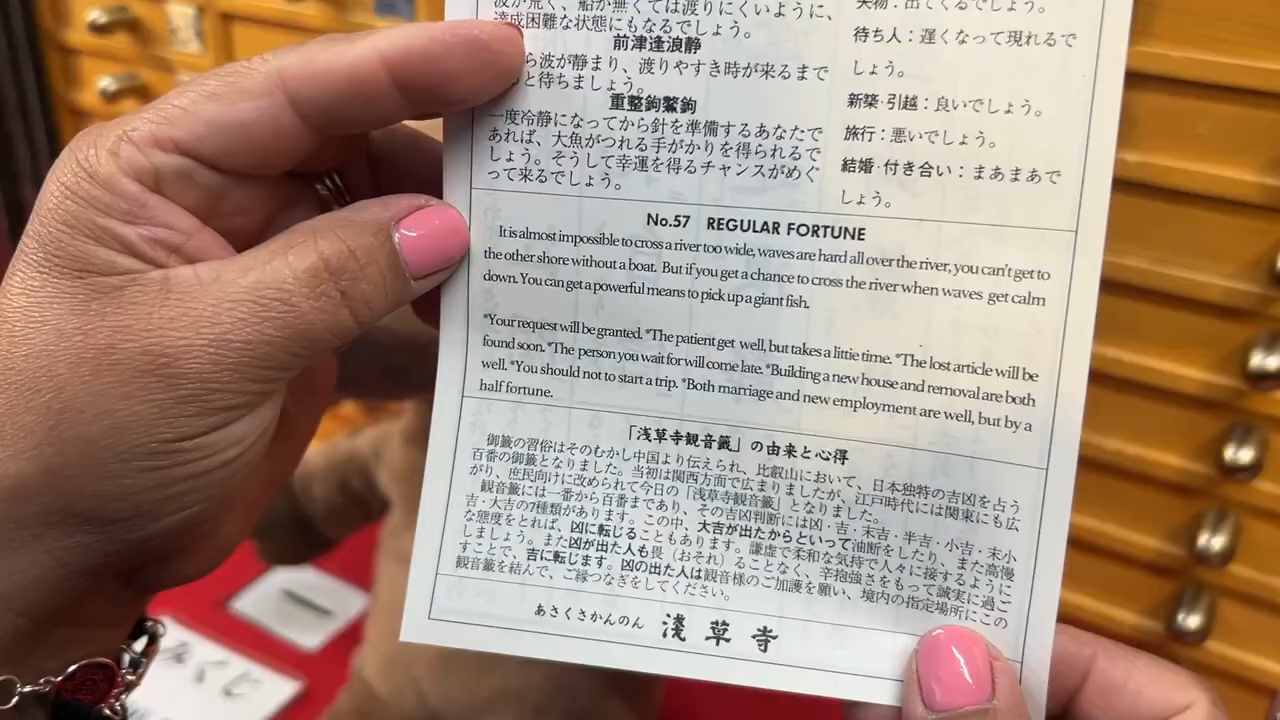 波が荒く、船が無くては渡りにくいように、
達成困難な状態にもなるでしょう。
前津逢浪静
ら波が静まり、渡りやすき時が来るまで
と待ちましょう。
重整鉤鰲鉤
一度冷静になってから針を準備するあなたで
あれば、大魚がつれる手がかりを得られるで
しょう。そうして幸運を得るチャンスがめぐ
って来るでしょう。
失物：出てくるでしょう。
待ち人：遅くなって現れるで
しょう。
新築・引越：良いでしょう。
旅行：悪いでしょう。
結婚・付き合い：まあまあで
しょう。
No.57 REGULAR FORTUNE
It is almost impossible to cross a river too wide, waves are hard all over the river, you can't get to
the other shore without a boat. But if you get a chance to cross the river when waves get calm
down. You can get a powerful means to pick up a giant fish.
*Your request will be granted. *The patient get well, but takes a littie time. *The lost article will be
found soon. *The person you wait for will come late. *Building a new house and removal are both
well. *You should not to start a trip. *Both marriage and new employment are well, but by a
half fortune.
「浅草寺観音籤」の由来と心得
御籤の習俗はそのむかし中国より伝えられ、比叡山において、日本独特の吉凶を占う
百番の御籤となりました。当初は関西方面で広まりましたが、江戸時代には関東にも広
がり、庶民向けに改められて今日の「浅草寺観音籤」となりました。
観音籤には一番から百番まであり、その吉凶判断には凶・吉・末吉・半吉・小吉・末小
吉・大吉の7種類があります。この中、大吉が出たからといって油断をしたり、また高慢
な態度をとれば、凶に転じることもあります。謙虚で柔和な気持で人々に接するように
しましょう。また凶が出た人も畏（おそれ）ることなく、辛抱強さをもって誠実に過ご
すことで、吉に転じます。凶の出た人は観音様のご加護を願い、境内の指定場所にこの
観音籤を結んで、ご縁つなぎをしてください。
あさくさかんのん 淺草寺
みくじ